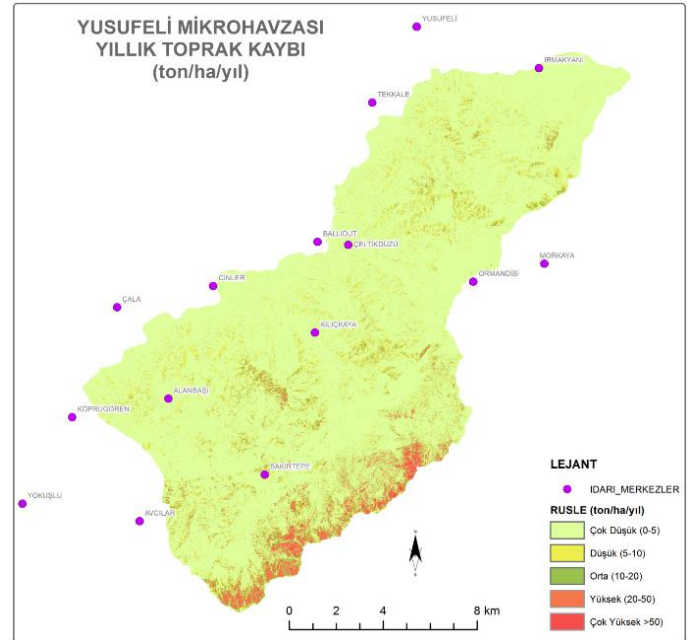 YUSUFELİ MİKROHAVZASI
YILLIK TOPRAK KAYBI
(ton/ha/yıl)
YUSUFELİ
IRMAKYANI
TEKKALE
BALLIDUT
ÇELTİKDÜZÜ
MORKAYA
ORMANDİBİ
CİNLER
ÇALA
KILIÇKAYA
ALANBAŞI
KÖPRÜGÖREN
BAKIRTEPE
YOKUŞLU
AVCILAR
LEJANT
IDARI_MERKEZLER
RUSLE (ton/ha/yıl)
Çok Düşük (0-5)
Düşük (5-10)
Orta (10-20)
Yüksek (20-50)
Çok Yüksek >50)
0 2 4 8 km